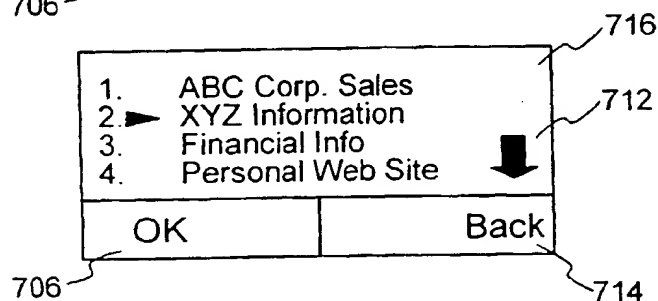 706
716
1. ABC Corp. Sales
2. XYZ Information
712
3. Financial Info
4. Personal Web Site
OK Back
706 714